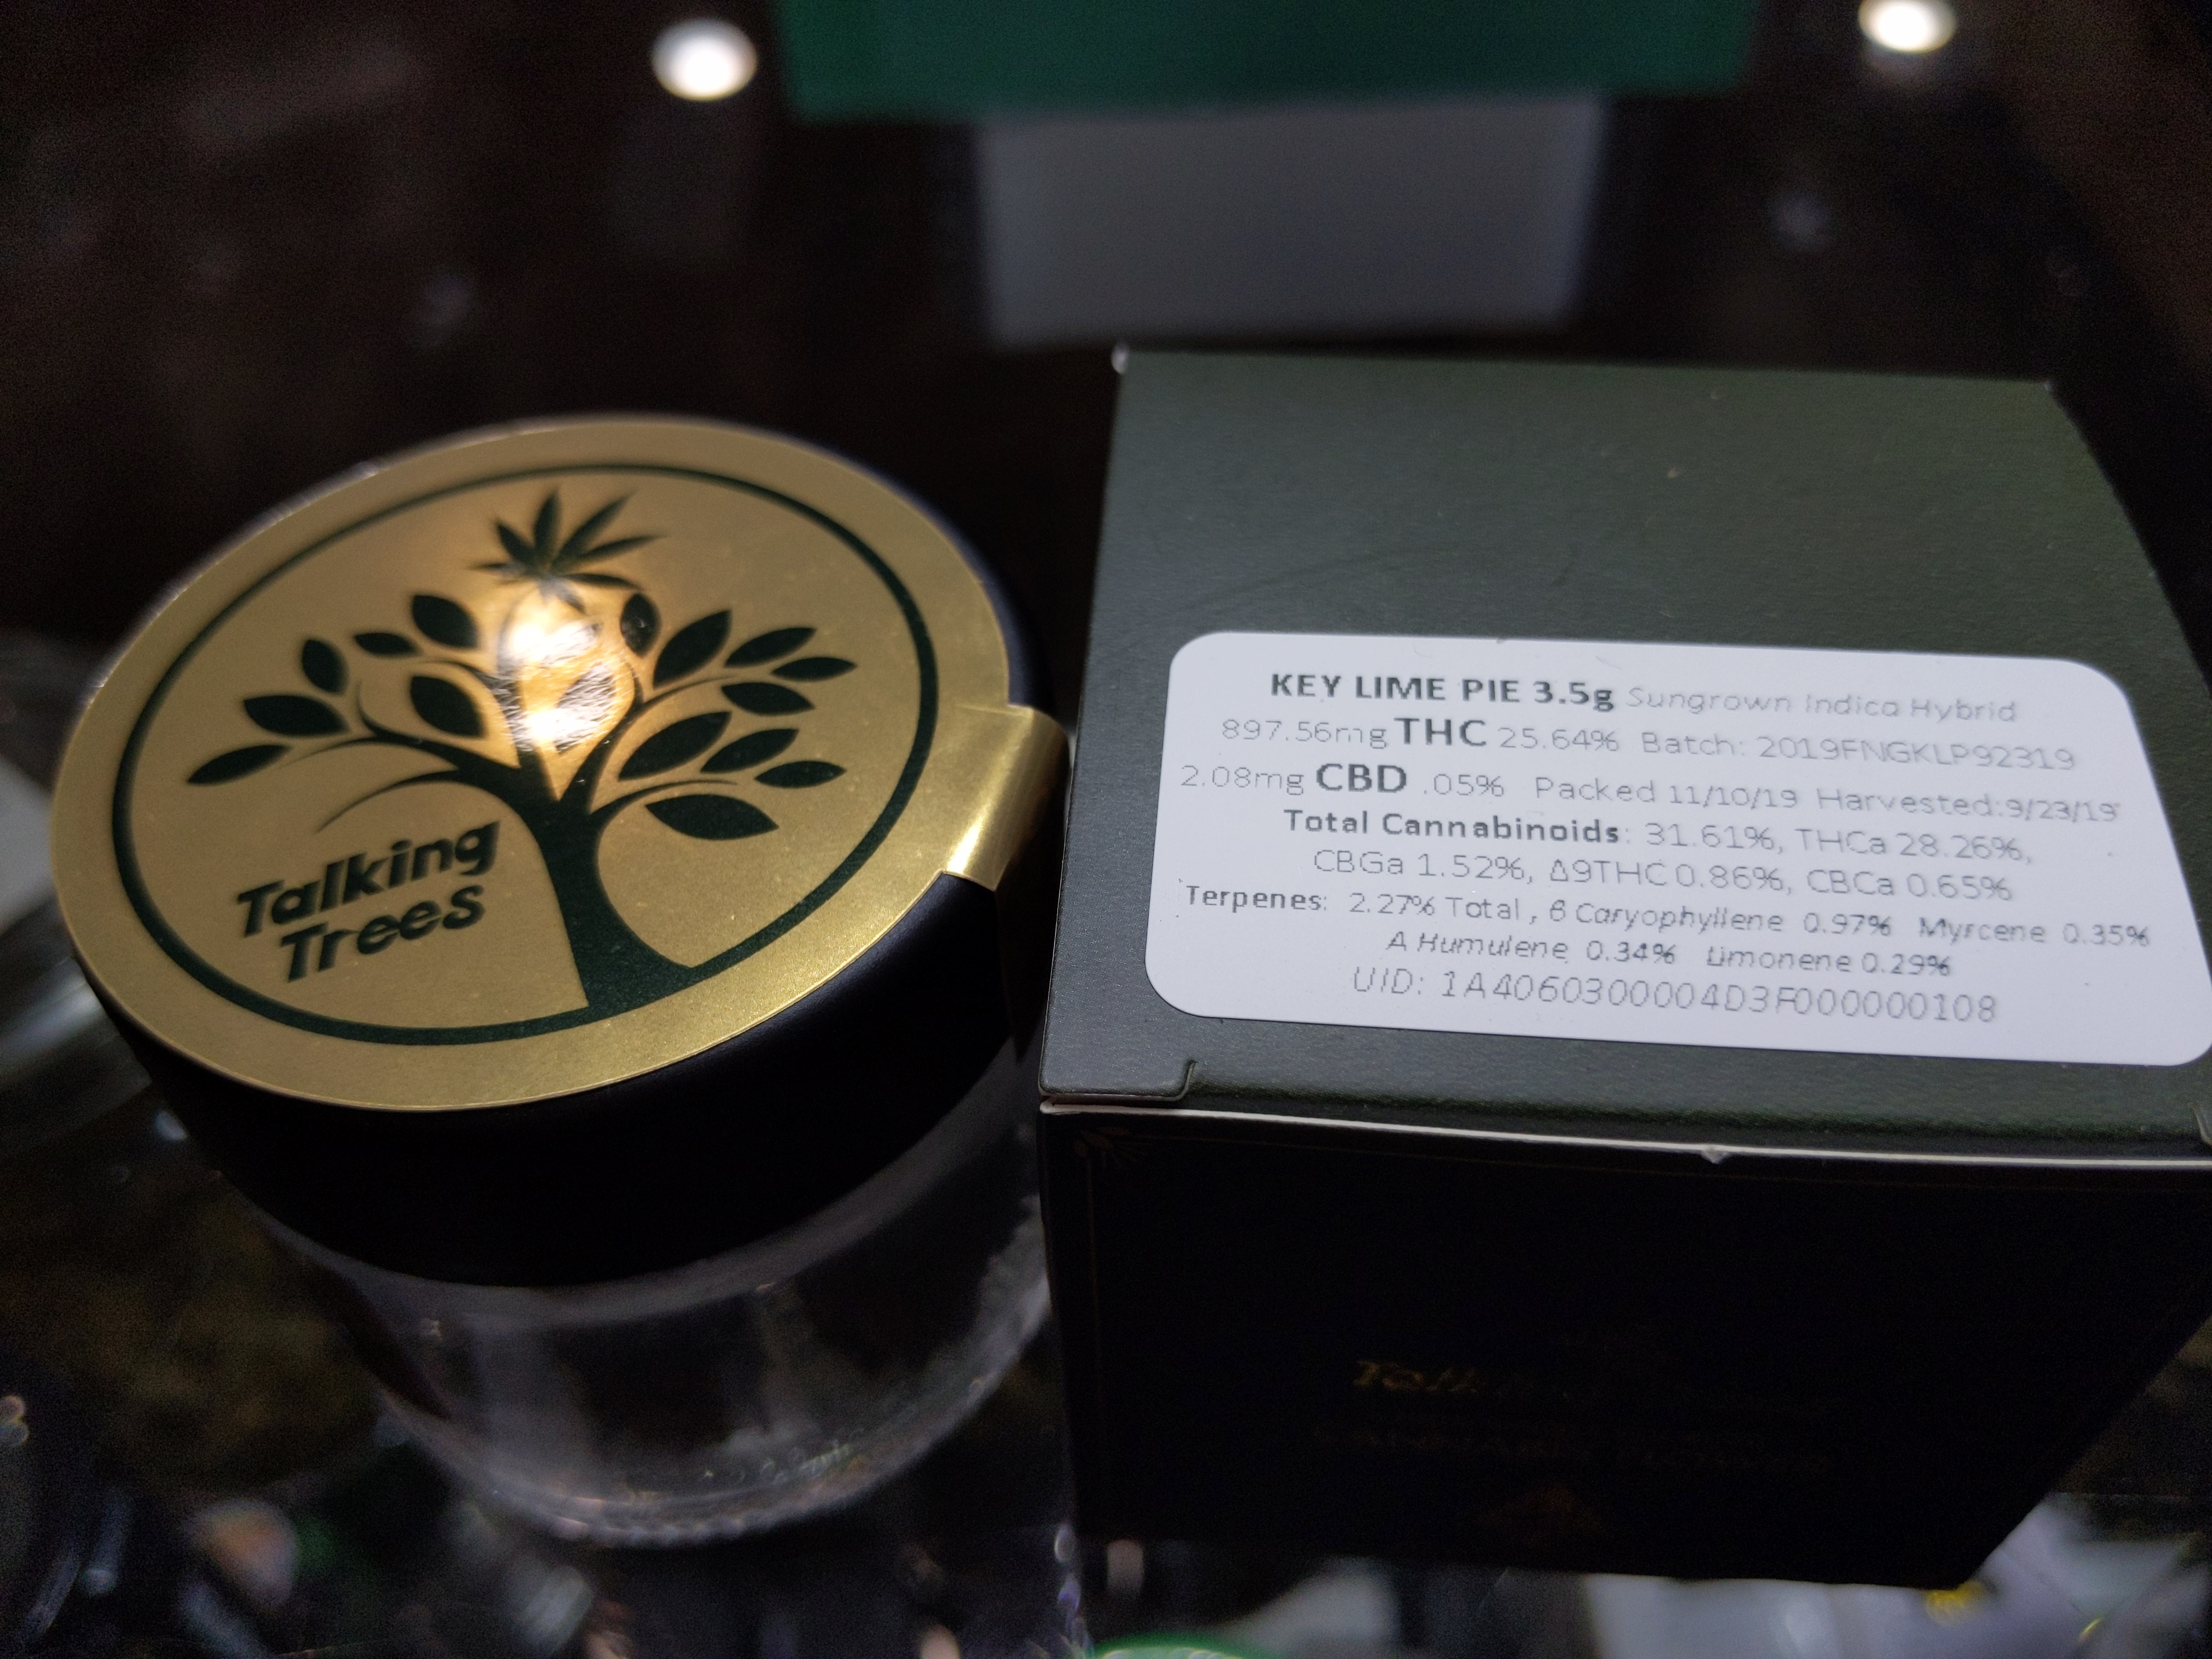 Talking
Trees
KEY LIME PIE 3.5g Sungrown Indica Hybrid
897.56mg THC 25.64% Batch: 2019FNGKLP92319
2.08mg CBD .05% Packed 11/10/19 Harvested:9/23/19
Total Cannabinoids: 31.61%, THCa 28.26%,
CBGa 1.52%, Δ9THC 0.86%, CBCa 0.65%
Terpenes: 2.27% Total , β Caryophyllene 0.97% Myrcene 0.35%
A Humulene 0.34% Limonene 0.29%
UID: 1A4060300004D3F000000108